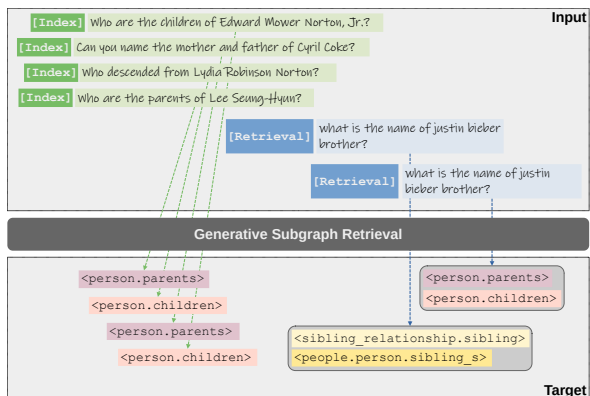 Input
[Index] Who are the children of Edward Mower Norton, Jr.?
[Index] Can you name the mother and father of Cyril Coke?
[Index] Who descended from Lydia Robinson Norton?
[Index] Who are the parents of Lee Seung-Hyun?
[Retrieval] what is the name of justin bieber
brother?
[Retrieval] what is the name of justin
bieber brother?
Generative Subgraph Retrieval
<person.parents>
<person.children>
<person.parents>
<person.children>
<person.parents>
<person.children>
<sibling_relationship.sibling>
<people.person.sibling_s>
Target